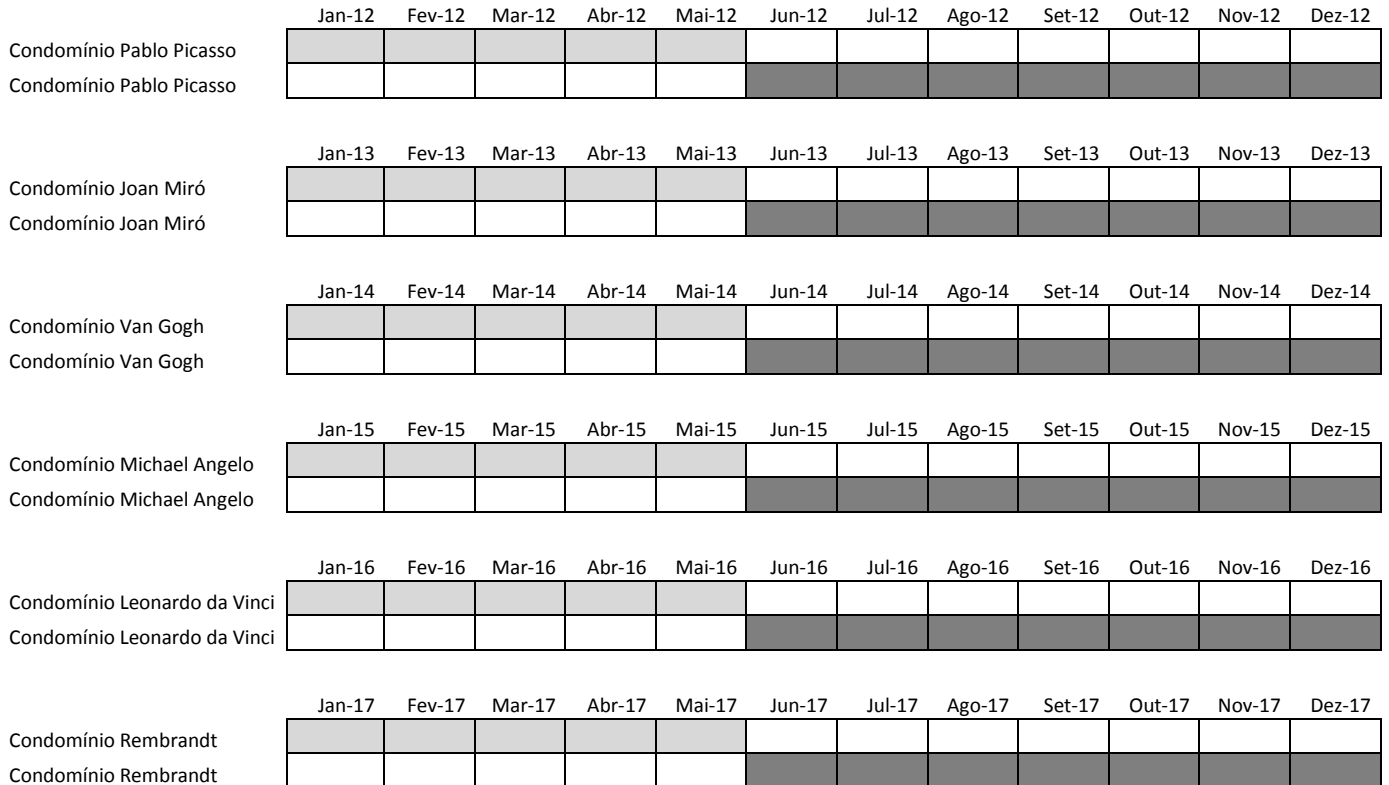 Jan-12 Fev-12 Mar-12 Abr-12 Mai-12 Jun-12 Jul-12 Ago-12 Set-12 Out-12 Nov-12 Dez-12
Condomínio Pablo Picasso
Condomínio Pablo Picasso
Jan-13 Fev-13 Mar-13 Abr-13 Mai-13 Jun-13 Jul-13 Ago-13 Set-13 Out-13 Nov-13 Dez-13
Condomínio Joan Miró
Condomínio Joan Miró
Jan-14 Fev-14 Mar-14 Abr-14 Mai-14 Jun-14 Jul-14 Ago-14 Set-14 Out-14 Nov-14 Dez-14
Condomínio Van Gogh
Condomínio Van Gogh
Jan-15 Fev-15 Mar-15 Abr-15 Mai-15 Jun-15 Jul-15 Ago-15 Set-15 Out-15 Nov-15 Dez-15
Condomínio Michael Angelo
Condomínio Michael Angelo
Jan-16 Fev-16 Mar-16 Abr-16 Mai-16 Jun-16 Jul-16 Ago-16 Set-16 Out-16 Nov-16 Dez-16
Condomínio Leonardo da Vinci
Condomínio Leonardo da Vinci
Jan-17 Fev-17 Mar-17 Abr-17 Mai-17 Jun-17 Jul-17 Ago-17 Set-17 Out-17 Nov-17 Dez-17
Condomínio Rembrandt
Condomínio Rembrandt